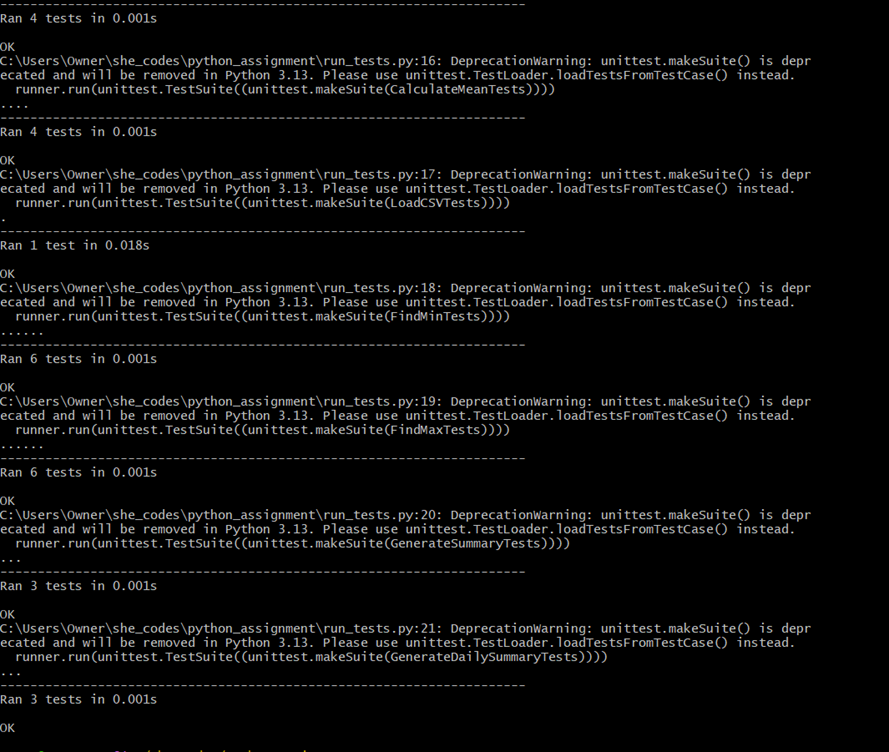 ----------------------------------------------------------------------
Ran 4 tests in 0.001s
OK
C:\Users\Owner\she_codes\python_assignment\run_tests.py:16: DeprecationWarning: unittest.makeSuite() is depr
ecated and will be removed in Python 3.13. Please use unittest.TestLoader.loadTestsFromTestCase() instead.
  runner.run(unittest.TestSuite((unittest.makeSuite(CalculateMeanTests))))
....
----------------------------------------------------------------------
Ran 4 tests in 0.001s
OK
C:\Users\Owner\she_codes\python_assignment\run_tests.py:17: DeprecationWarning: unittest.makeSuite() is depr
ecated and will be removed in Python 3.13. Please use unittest.TestLoader.loadTestsFromTestCase() instead.
  runner.run(unittest.TestSuite((unittest.makeSuite(LoadCSVTests))))
.
----------------------------------------------------------------------
Ran 1 test in 0.018s
OK
C:\Users\Owner\she_codes\python_assignment\run_tests.py:18: DeprecationWarning: unittest.makeSuite() is depr
ecated and will be removed in Python 3.13. Please use unittest.TestLoader.loadTestsFromTestCase() instead.
  runner.run(unittest.TestSuite((unittest.makeSuite(FindMinTests))))
......
----------------------------------------------------------------------
Ran 6 tests in 0.001s
OK
C:\Users\Owner\she_codes\python_assignment\run_tests.py:19: DeprecationWarning: unittest.makeSuite() is depr
ecated and will be removed in Python 3.13. Please use unittest.TestLoader.loadTestsFromTestCase() instead.
  runner.run(unittest.TestSuite((unittest.makeSuite(FindMaxTests))))
......
----------------------------------------------------------------------
Ran 6 tests in 0.001s
OK
C:\Users\Owner\she_codes\python_assignment\run_tests.py:20: DeprecationWarning: unittest.makeSuite() is depr
ecated and will be removed in Python 3.13. Please use unittest.TestLoader.loadTestsFromTestCase() instead.
  runner.run(unittest.TestSuite((unittest.makeSuite(GenerateSummaryTests))))
...
----------------------------------------------------------------------
Ran 3 tests in 0.001s
OK
C:\Users\Owner\she_codes\python_assignment\run_tests.py:21: DeprecationWarning: unittest.makeSuite() is depr
ecated and will be removed in Python 3.13. Please use unittest.TestLoader.loadTestsFromTestCase() instead.
  runner.run(unittest.TestSuite((unittest.makeSuite(GenerateDailySummaryTests))))
...
----------------------------------------------------------------------
Ran 3 tests in 0.001s
OK